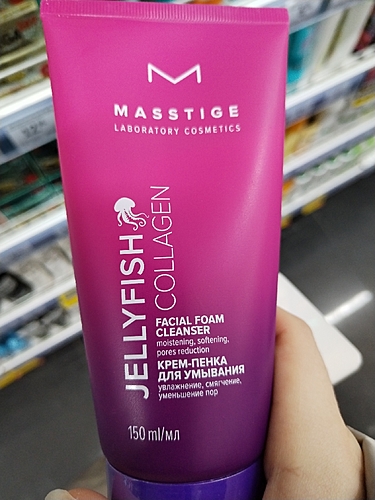 MASSTIGE
LABORATORY COSMETICS
JELLYFISH
COLLAGEN
FACIAL FOAM
CLEANSER
moistening, softening,
pores reduction
КРЕМ-ПЕНКА
ДЛЯ УМЫВАНИЯ
увлажнение, смягчение,
уменьшение пор
150 ml/мл